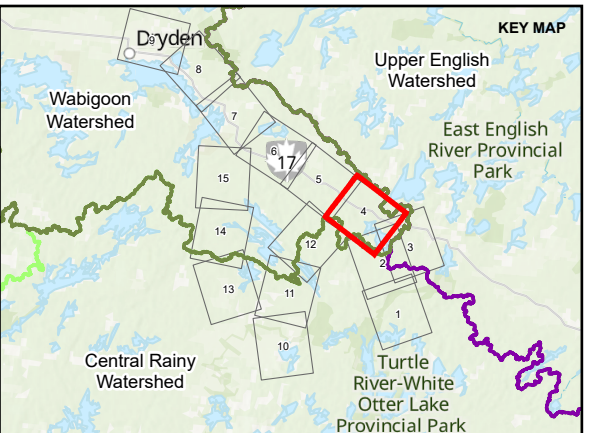 KEY MAP
Dryden
9
8
Upper English
Watershed
Wabigoon
Watershed
7
East English
River Provincial
Park
6
17
5
15
4
14
12
3
2
13
11
1
10
Central Rainy
Watershed
Turtle
River-White
Otter Lake
Provincial Park